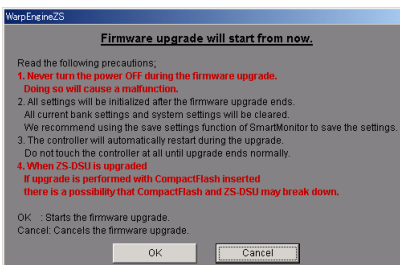 WarpEngineZS
Firmware upgrade will start from now.
Read the following precautions;
1. Never turn the power OFF during the firmware upgrade.
Doing so will cause a malfunction.
2. All settings will be initialized after the firmware upgrade ends.
All current bank settings and system settings will be cleared.
We recommend using the save settings function of SmartMonitor to save the settings.
3. The controller will automatically restart during the upgrade.
Do not touch the controller at all until upgrade ends normally.
4. When ZS-DSU is upgraded
If upgrade is performed with CompactFlash inserted
there is a possibility that CompactFlash and ZS-DSU may break down.
OK : Starts the firmware upgrade.
Cancel: Cancels the firmware upgrade.
OK Cancel